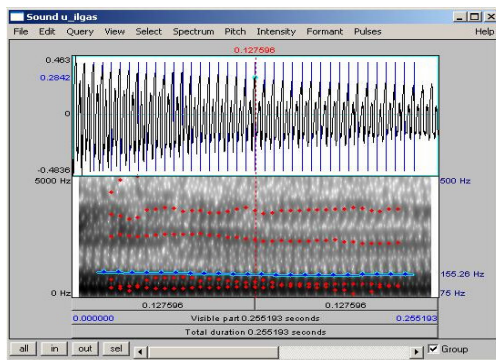 Sound u_ilgas
File Edit Query View Select Spectrum Pitch Intensity Formant Pulses Help
0.127596
0.463
0.2842
0
-0.4836
5000 Hz 500 Hz
155.26 Hz
0 Hz 75 Hz
0.127596 0.127596
0.000000 Visible part 0.255193 seconds 0.255193
Total duration 0.255193 seconds
all in out sel Group